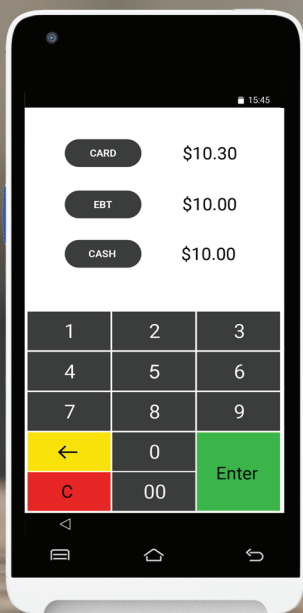 15:45
CARD $10.30
EBT $10.00
CASH $10.00
1 2 3
4 5 6
7 8 9
← 0 Enter
C 00